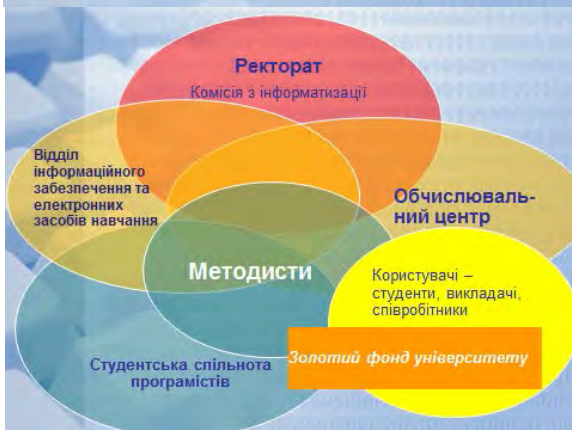 Ректорат
Комісія з інформатизації
Відділ
інформаційного
забезпечення та
електронних
засобів навчання
Обчислюваль-
ний центр
Методисти
Користувачі –
студенти, викладачі,
співробітники
Золотий фонд університету
Студентська спільнота
програмістів